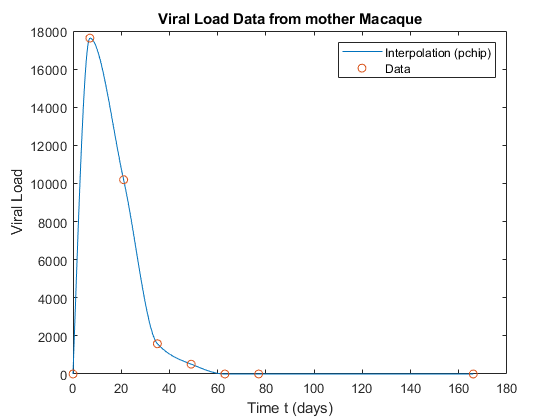 Viral Load Data from mother Macaque
Interpolation (pchip)
Data
Viral Load
18000
16000
14000
12000
10000
8000
6000
4000
2000
0
0 20 40 60 80 100 120 140 160 180
Time t (days)